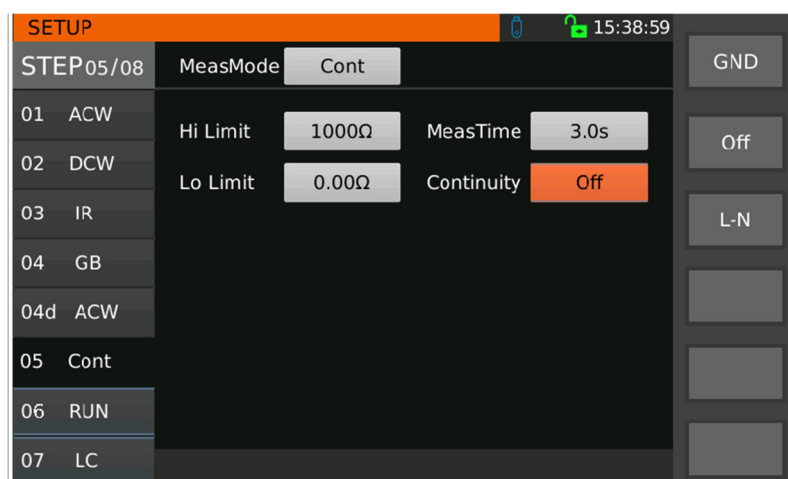 SETUP 15:38:59
STEP05/08 MeasMode Cont GND
01 ACW
Hi Limit 1000Ω MeasTime 3.0s Off
02 DCW
Lo Limit 0.00Ω Continuity Off
03 IR L-N
04 GB
04d ACW
05 Cont
06 RUN
07 LC